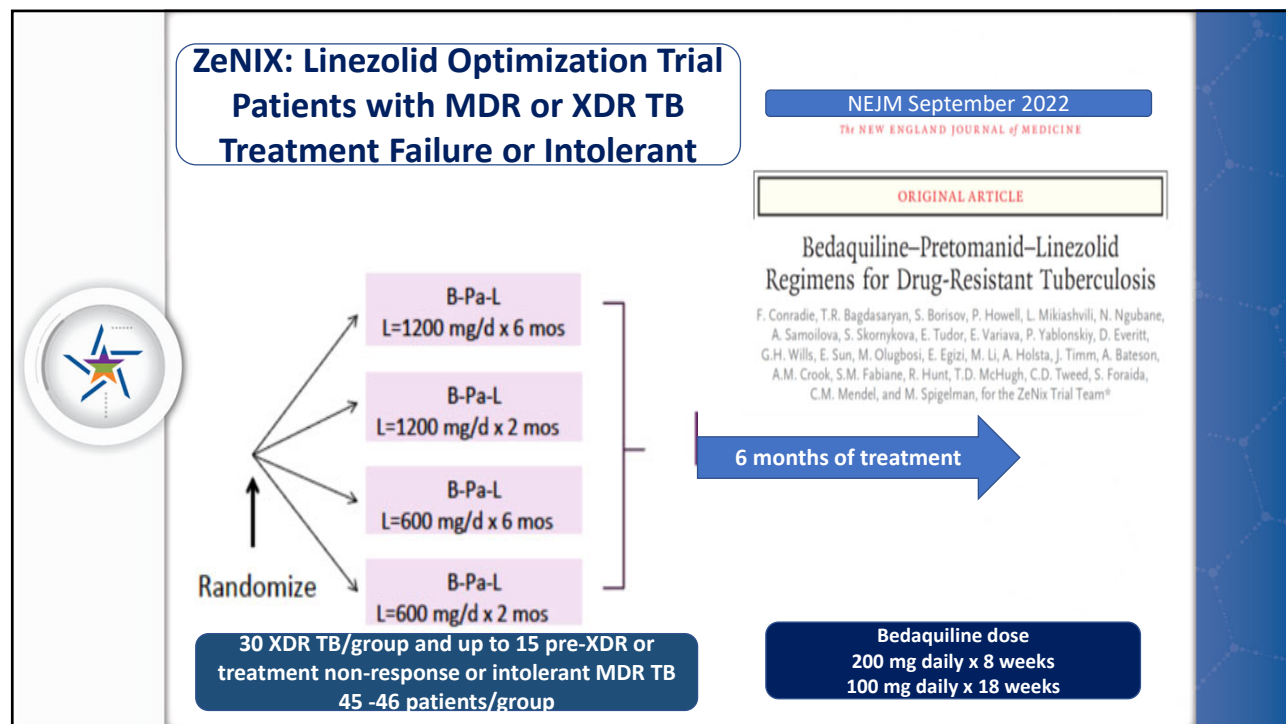 ZeNIX: Linezolid Optimization Trial
Patients with MDR or XDR TB
Treatment Failure or Intolerant
NEJM September 2022
The NEW ENGLAND JOURNAL of MEDICINE
ORIGINAL ARTICLE
Bedaquiline–Pretomanid–Linezolid
Regimens for Drug-Resistant Tuberculosis
F. Conradie, T.R. Bagdasaryan, S. Borisov, P. Howell, L. Mikiashvili, N. Ngubane,
A. Samoilova, S. Skornykova, E. Tudor, E. Variava, P. Yablonskiy, D. Everitt,
G.H. Wills, E. Sun, M. Olugbosi, E. Egizi, M. Li, A. Holsta, J. Timm, A. Bateson,
A.M. Crook, S.M. Fabiane, R. Hunt, T.D. McHugh, C.D. Tweed, S. Foraida,
C.M. Mendel, and M. Spigelman, for the ZeNix Trial Team*
B-Pa-L
L=1200 mg/d x 6 mos
B-Pa-L
L=1200 mg/d x 2 mos
B-Pa-L
L=600 mg/d x 6 mos
B-Pa-L
L=600 mg/d x 2 mos
Randomize
6 months of treatment
30 XDR TB/group and up to 15 pre-XDR or
treatment non-response or intolerant MDR TB
45 -46 patients/group
Bedaquiline dose
200 mg daily x 8 weeks
100 mg daily x 18 weeks